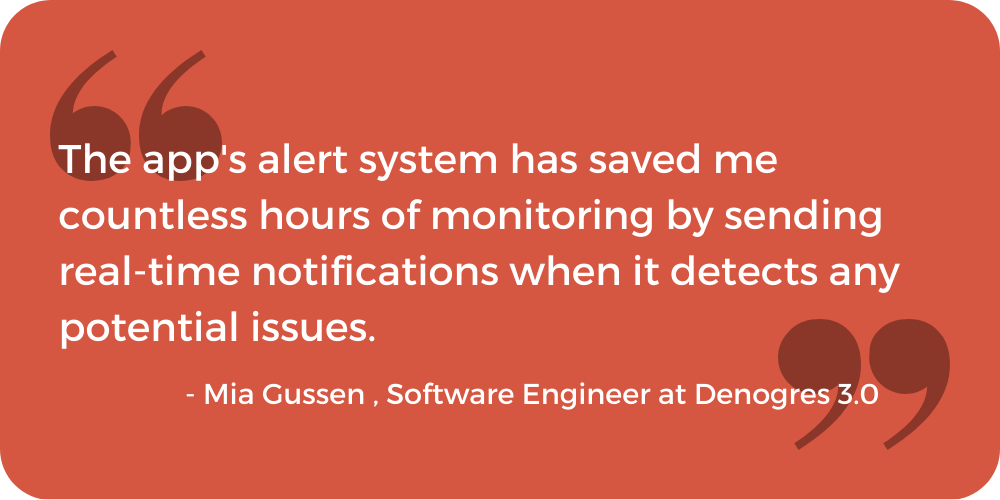 The app's alert system has saved me
countless hours of monitoring by sending
real-time notifications when it detects any
potential issues.
- Mia Gussen , Software Engineer at Denogres 3.0